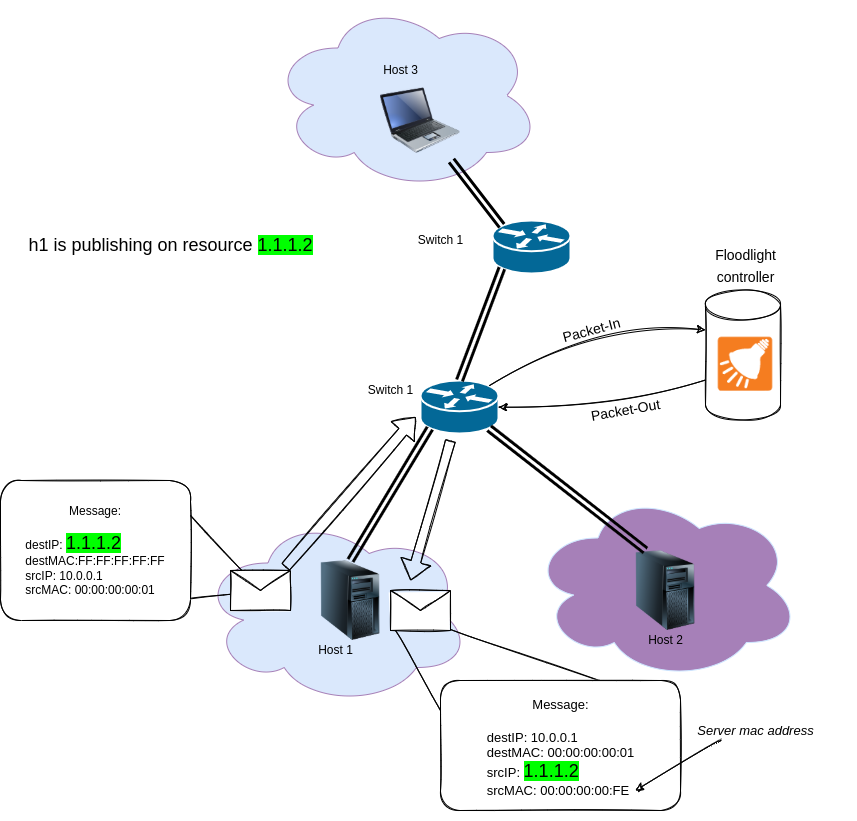 Host 3
Switch 1
h1 is publishing on resource 1.1.1.2
Floodlight
controller
Packet-In
Switch 1
Packet-Out
Message:
destIP: 1.1.1.2
destMAC:FF:FF:FF:FF:FF
srcIP: 10.0.0.1
srcMAC: 00:00:00:00:01
Host 1
Host 2
Message:
destIP: 10.0.0.1
destMAC: 00:00:00:00:01
srcIP: 1.1.1.2
srcMAC: 00:00:00:00:FE
Server mac address